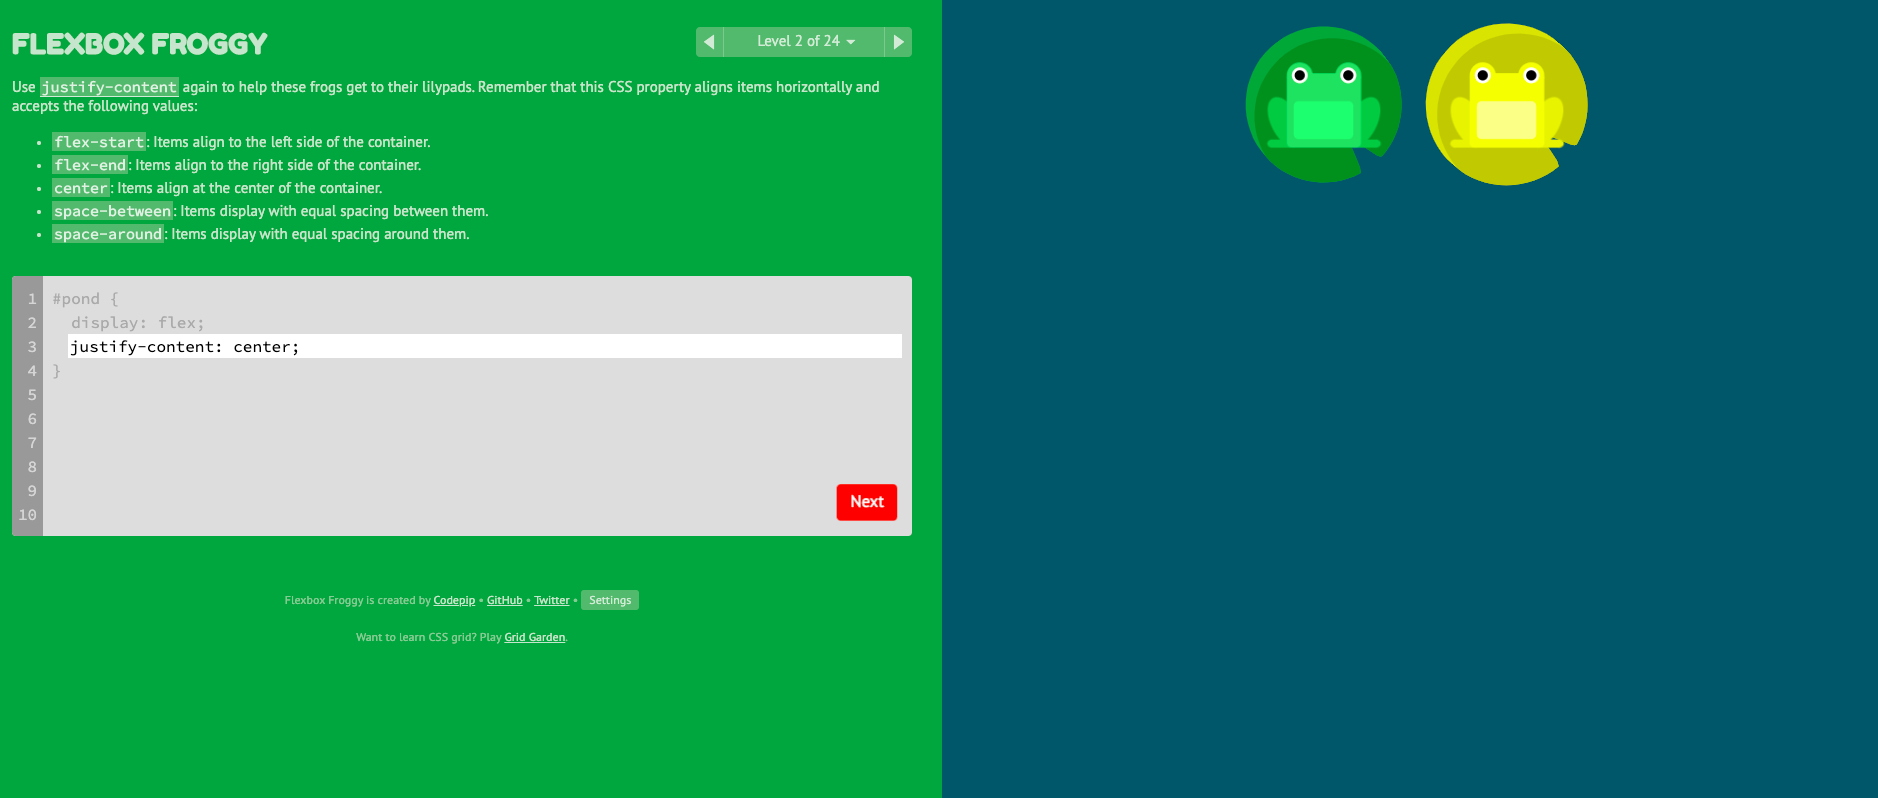 FLEXBOX FROGGY
Level 2 of 24
Use justify-content again to help these frogs get to their lilypads. Remember that this CSS property aligns items horizontally and
accepts the following values:
• flex-start: Items align to the left side of the container.
• flex-end: Items align to the right side of the container.
• center: Items align at the center of the container.
• space-between: Items display with equal spacing between them.
• space-around: Items display with equal spacing around them.
1 #pond {
2 display: flex;
3 justify-content: center;
4 }
5
6
7
8
9
10
Next
Flexbox Froggy is created by Codepip • GitHub • Twitter • Settings
Want to learn CSS grid? Play Grid Garden.